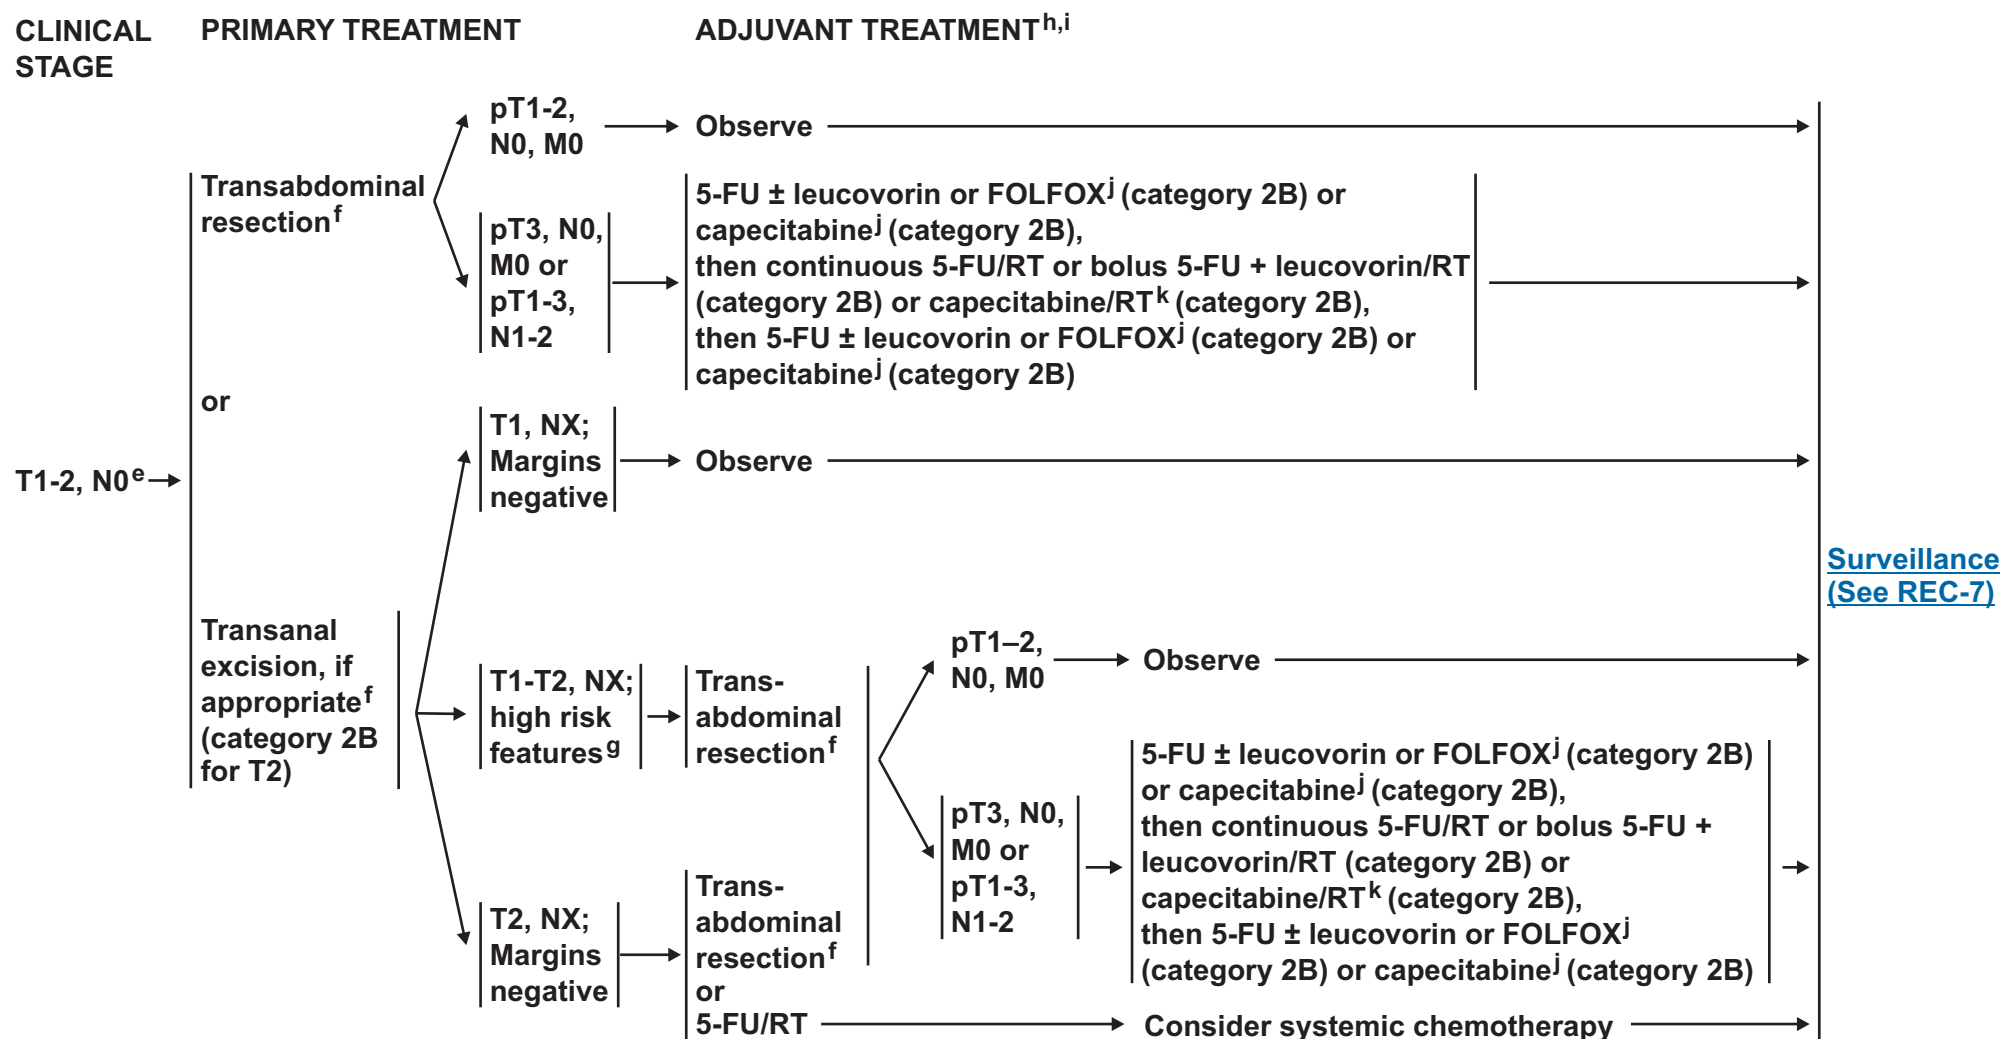 CLINICAL
STAGE
PRIMARY TREATMENT
ADJUVANT TREATMENT h,i
T1-2, N0 e
Transabdominal
resection f
or
Transanal
excision, if
appropriate f
(category 2B
for T2)
pT1-2,
N0, M0
Observe
pT3, N0,
M0 or
pT1-3,
N1-2
5-FU ± leucovorin or FOLFOX j (category 2B) or
capecitabine j (category 2B),
then continuous 5-FU/RT or bolus 5-FU + leucovorin/RT
(category 2B) or capecitabine/RT k (category 2B),
then 5-FU ± leucovorin or FOLFOX j (category 2B) or
capecitabine j (category 2B)
T1, NX;
Margins
negative
Observe
T1-T2, NX;
high risk
features g
Trans-
abdominal
resection f
T2, NX;
Margins
negative
Trans-
abdominal
resection f
or
5-FU/RT
pT1–2,
N0, M0
Observe
pT3, N0,
M0 or
pT1-3,
N1-2
5-FU ± leucovorin or FOLFOX j (category 2B)
or capecitabine j (category 2B),
then continuous 5-FU/RT or bolus 5-FU +
leucovorin/RT (category 2B) or
capecitabine/RT k (category 2B),
then 5-FU ± leucovorin or FOLFOX j
(category 2B) or capecitabine j (category 2B)
Consider systemic chemotherapy
Surveillance
(See REC-7)